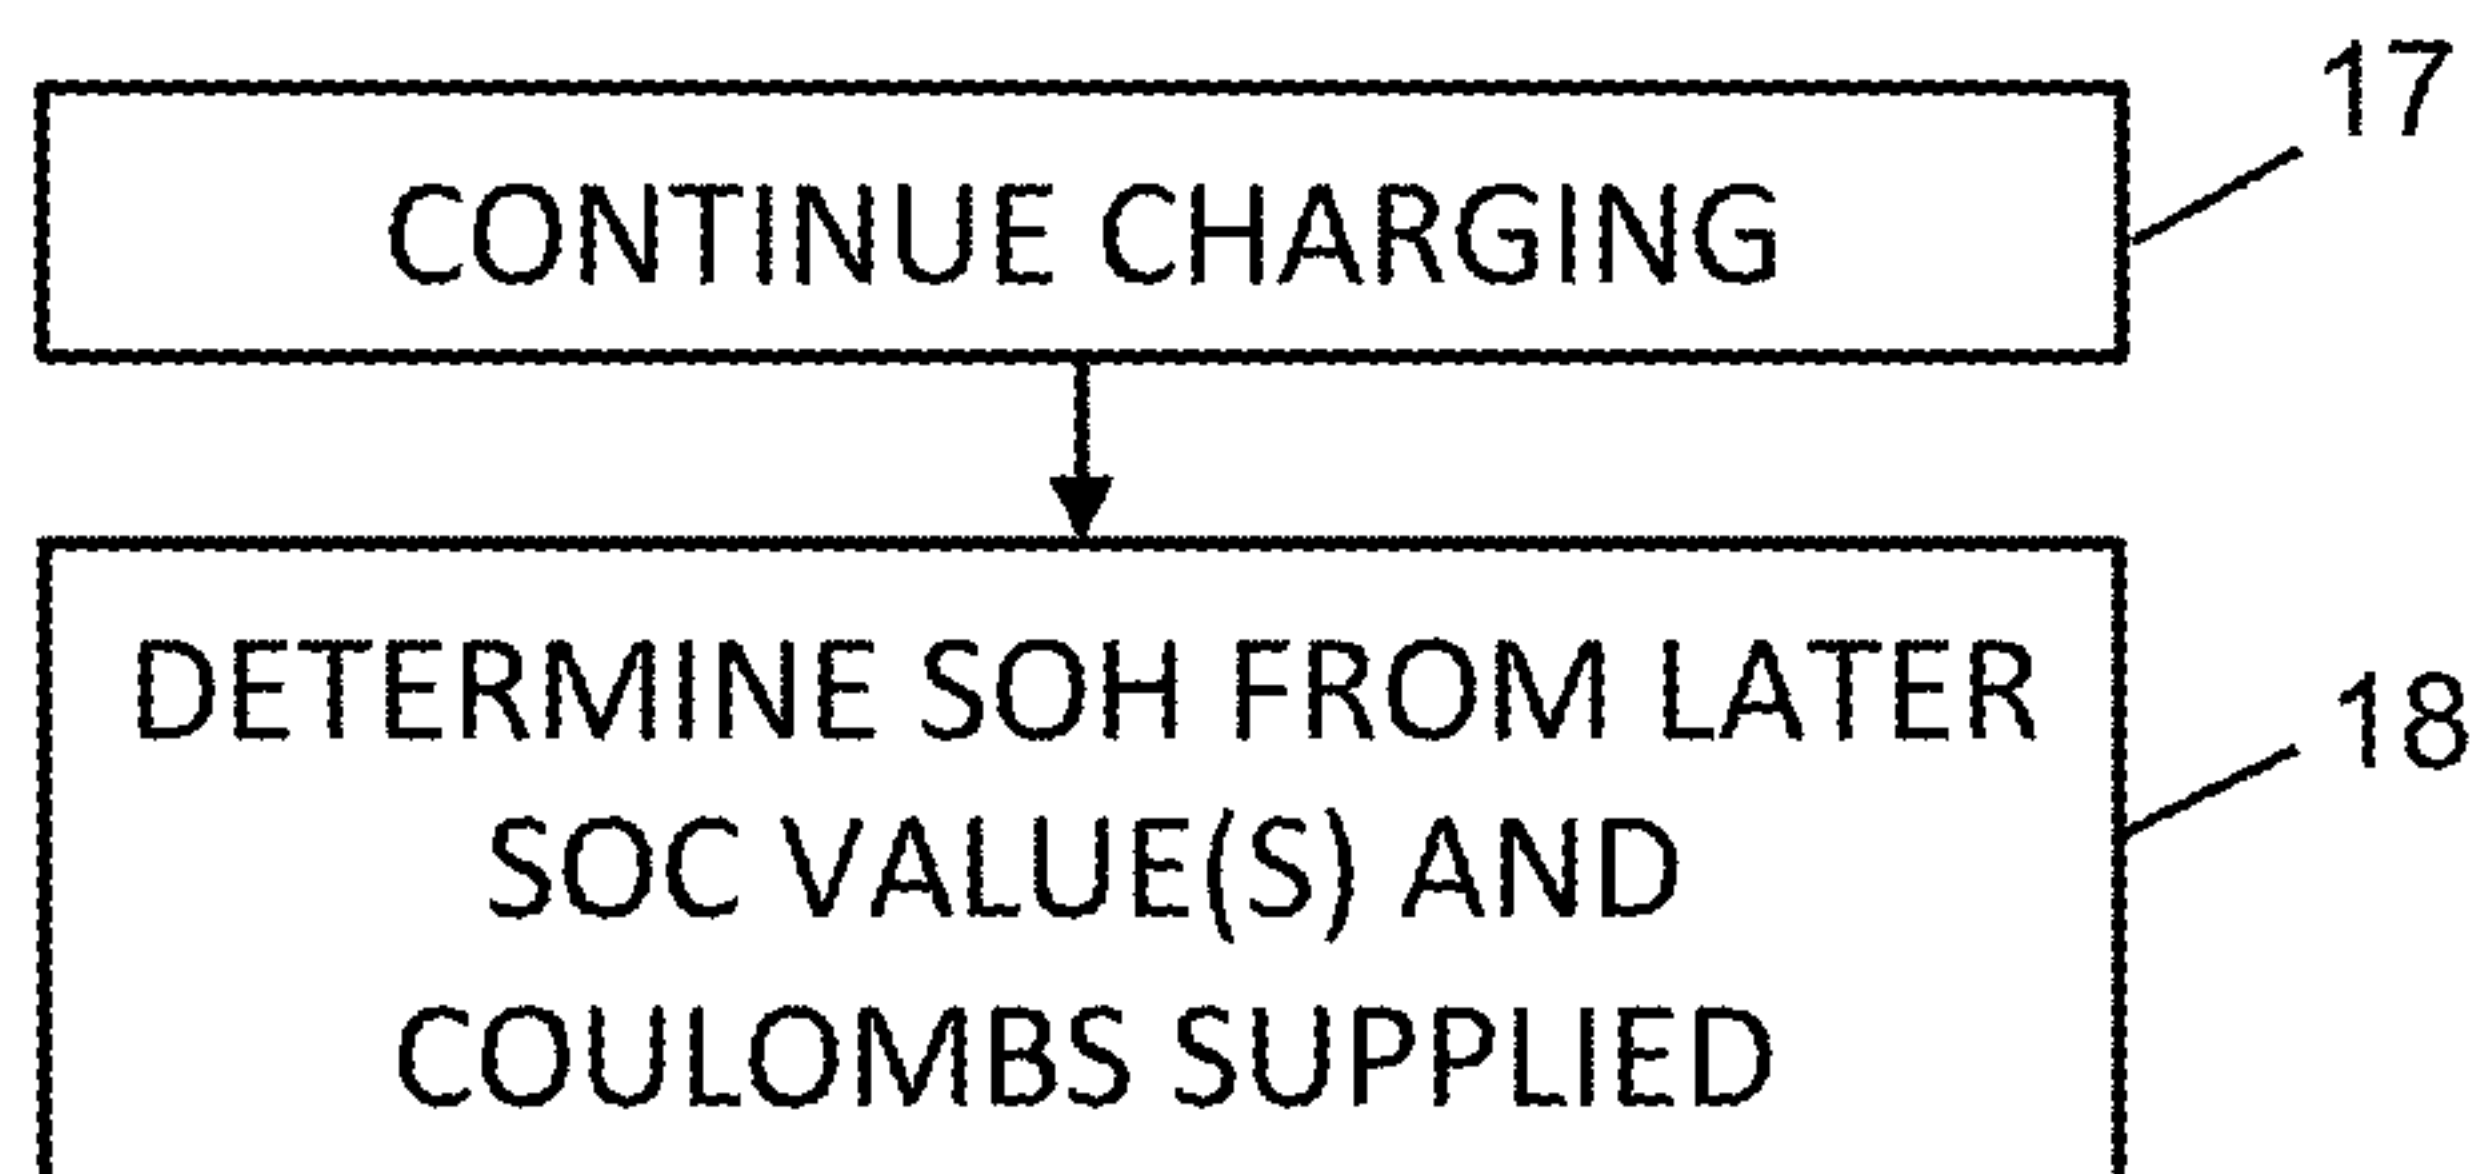 17
CONTINUE CHARGING
DETERMINE SOH FROM LATER
18
SOC VALUE(S) AND
COULOMBS SUPPLIED